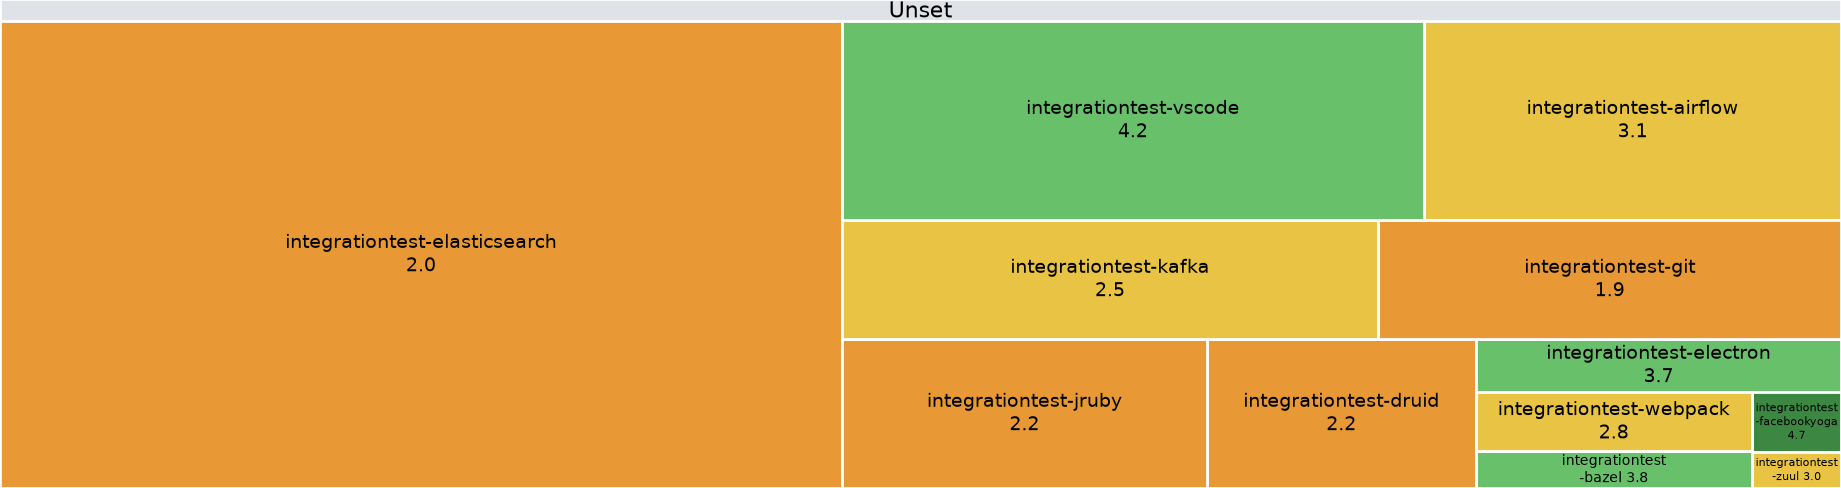 Unset
integrationtest-elasticsearch
2.0
integrationtest-vscode
4.2
integrationtest-airflow
3.1
integrationtest-kafka
2.5
integrationtest-git
1.9
integrationtest-jruby
2.2
integrationtest-druid
2.2
integrationtest-electron
3.7
integrationtest-webpack
2.8
integrationtest
-facebookyoga
4.7
integrationtest
-bazel 3.8
integrationtest
-zuul 3.0